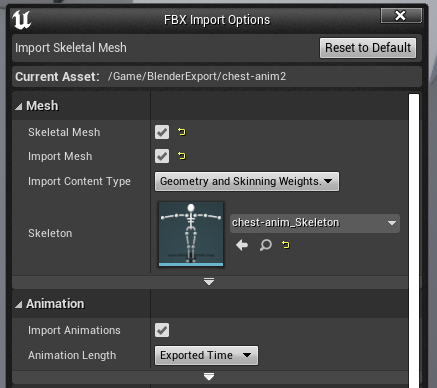 FBX Import Options
Import Skeletal Mesh
Reset to Default
Current Asset: /Game/BlenderExport/chest-anim2
Mesh
Skeletal Mesh
Import Mesh
Import Content Type
Geometry and Skinning Weights.
Skeleton
chest-anim_Skeleton
Animation
Import Animations
Animation Length
Exported Time